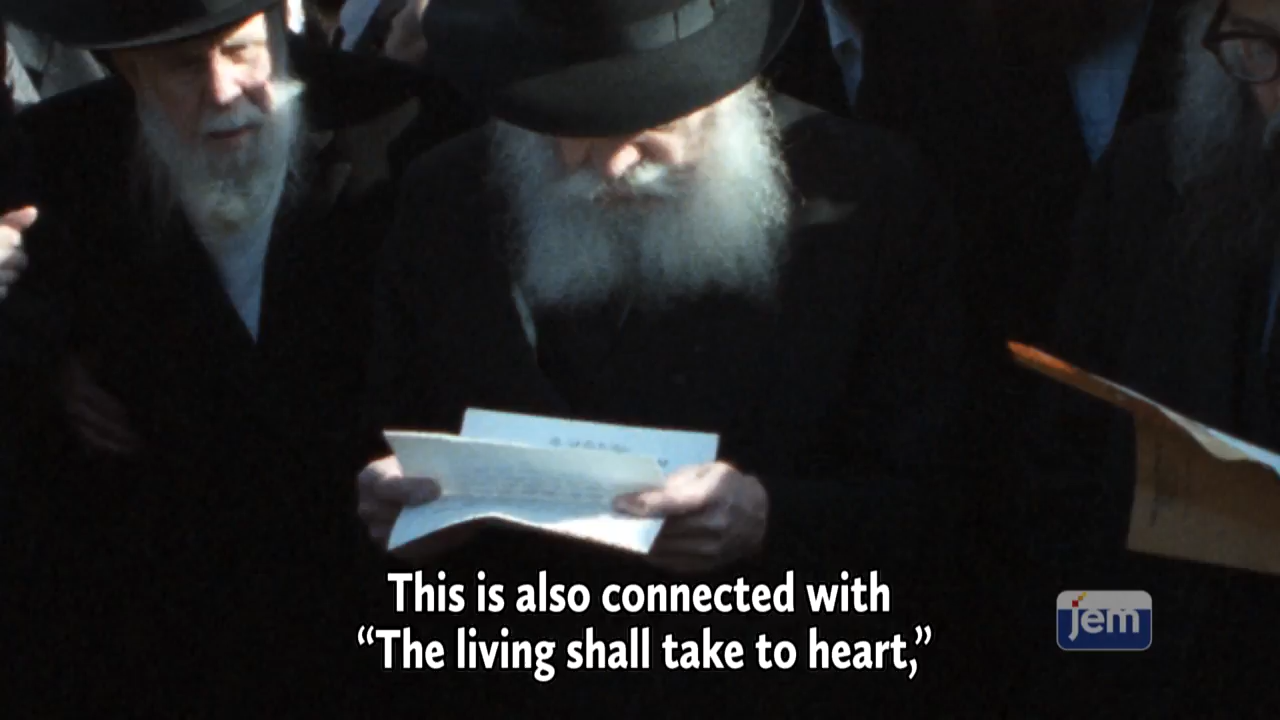 This is also connected with
“The living shall take to heart,”
jem